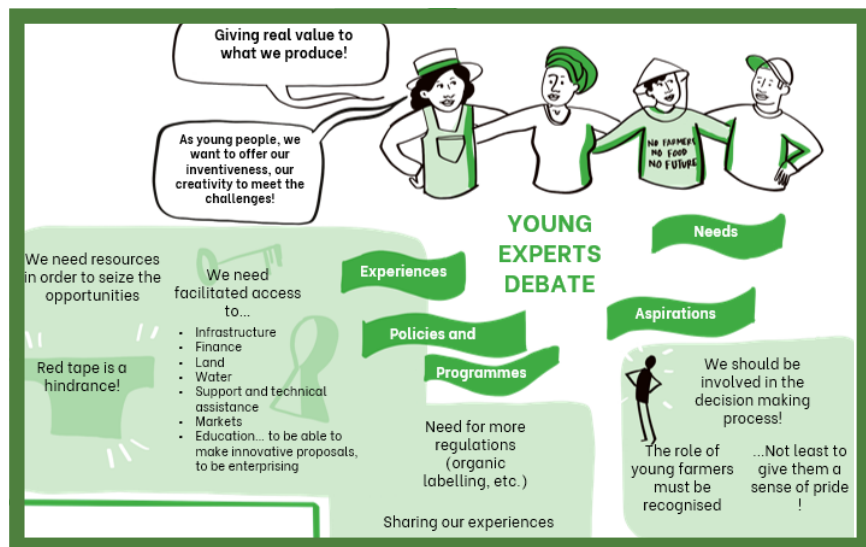 Giving real value to
what we produce!
As young people, we
want to offer our
inventiveness, our
creativity to meet the
challenges!
NO FARMERS
NO FOOD
NO FUTURE
YOUNG
EXPERTS
DEBATE
Needs
Experiences
Aspirations
Policies and
Programmes
We need resources
in order to seize the
opportunities
Red tape is a
hindrance!
We need
facilitated access
to...
• Infrastructure
• Finance
• Land
• Water
• Support and technical
assistance
• Markets
• Education... to be able to
make innovative proposals,
to be enterprising
Need for more
regulations
(organic
labelling, etc.)
Sharing our experiences
We should be
involved in the
decision making
process!
The role of
young farmers
must be
recognised
...Not least to
give them a
sense of pride
!